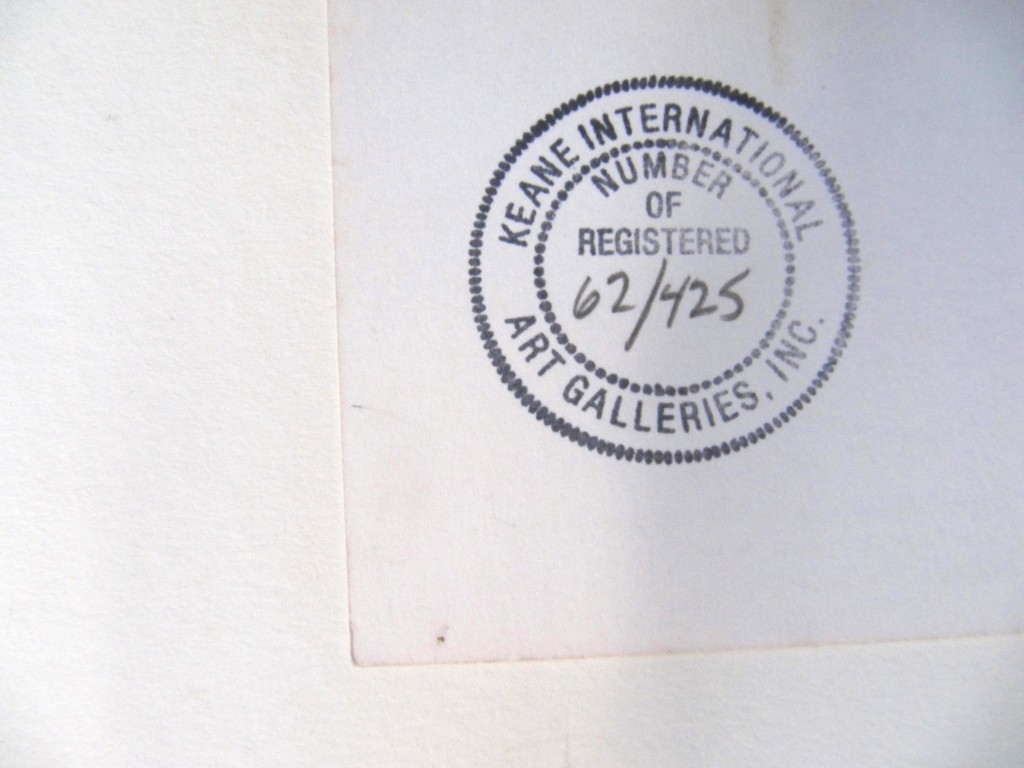 KEANE INTERNATIONAL
NUMBER
OF
REGISTERED
62/425
ART GALLERIES, INC.